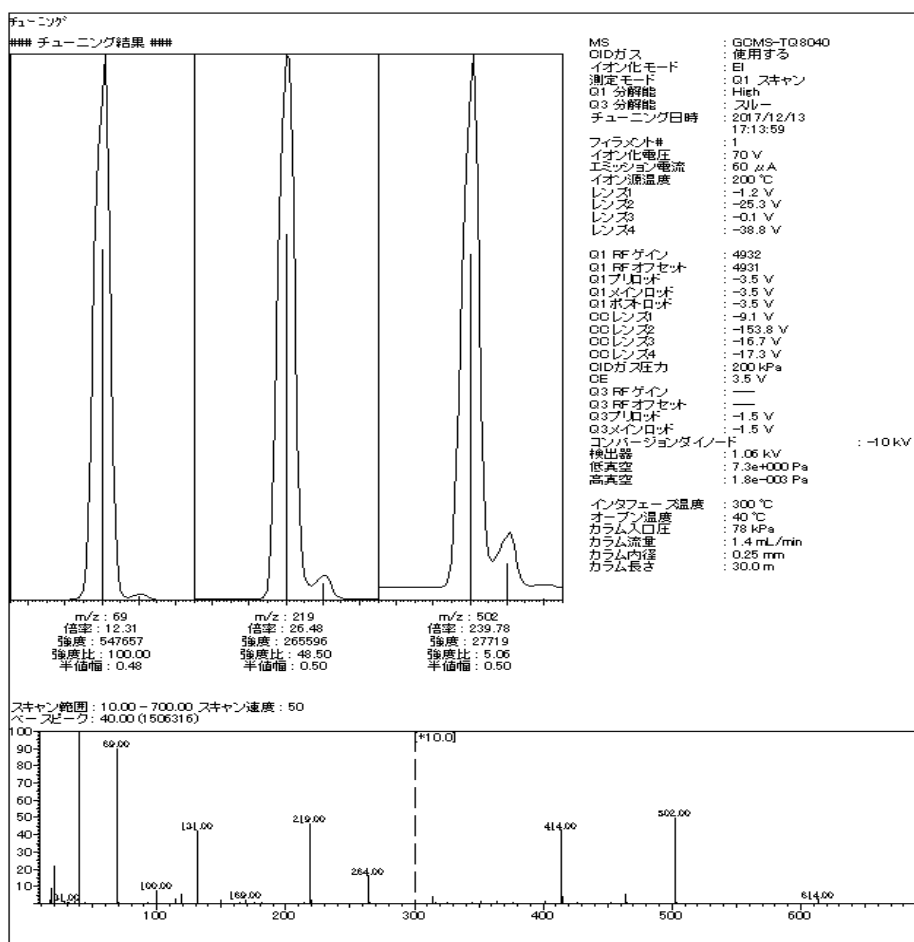 チューニング
### チューニング結果 ###
MS : GCMS-TQ8040
CIDガス : 使用する
イオン化モード : EI
測定モード : Q1 スキャン
Q1 分解能 : High
Q3 分解能 : スルー
チューニング日時 : 2017/12/13
17:13:59
フィラメント# : 1
イオン化電圧 : 70 V
エミッション電流 : 60 μA
イオン源温度 : 200 ℃
レンズ1 : -1.2 V
レンズ2 : -25.3 V
レンズ3 : -0.1 V
レンズ4 : -38.8 V
Q1 RFゲイン : 4932
Q1 RFオフセット : 4931
Q1プリロッド : -3.5 V
Q1メインロッド : -3.5 V
Q1ポストロッド : -3.5 V
CCレンズ1 : -9.1 V
CCレンズ2 : -153.8 V
CCレンズ3 : -16.7 V
CCレンズ4 : -17.3 V
CIDガス圧力 : 200 kPa
CE : 3.5 V
Q3 RFゲイン : ---
Q3 RFオフセット : ---
Q3プリロッド : -1.5 V
Q3メインロッド : -1.5 V
コンバージョンダイノード : -10 kV
検出器 : 1.06 kV
低真空 : 7.3e+000 Pa
高真空 : 1.8e-003 Pa
インタフェース温度 : 300 ℃
オーブン温度 : 40 ℃
カラム入口圧 : 78 kPa
カラム流量 : 1.4 mL/min
カラム内径 : 0.25 mm
カラム長さ : 30.0 m
m/z : 69 m/z : 219 m/z : 502
倍率 : 12.31 倍率 : 26.48 倍率 : 239.78
強度 : 547657 強度 : 265596 強度 : 27719
強度比 : 100.00 強度比 : 48.50 強度比 : 5.06
半値幅 : 0.48 半値幅 : 0.50 半値幅 : 0.50
スキャン範囲 : 10.00 - 700.00 スキャン速度 : 50
ベースピーク : 40.00 (1506316)
100
[*10.0]
90
69.00
80
70
60
50
502.00
219.00
131.00
414.00
40
30
20
264.00
10
100.00
31.00
169.00
614.00
100 200 300 400 500 600